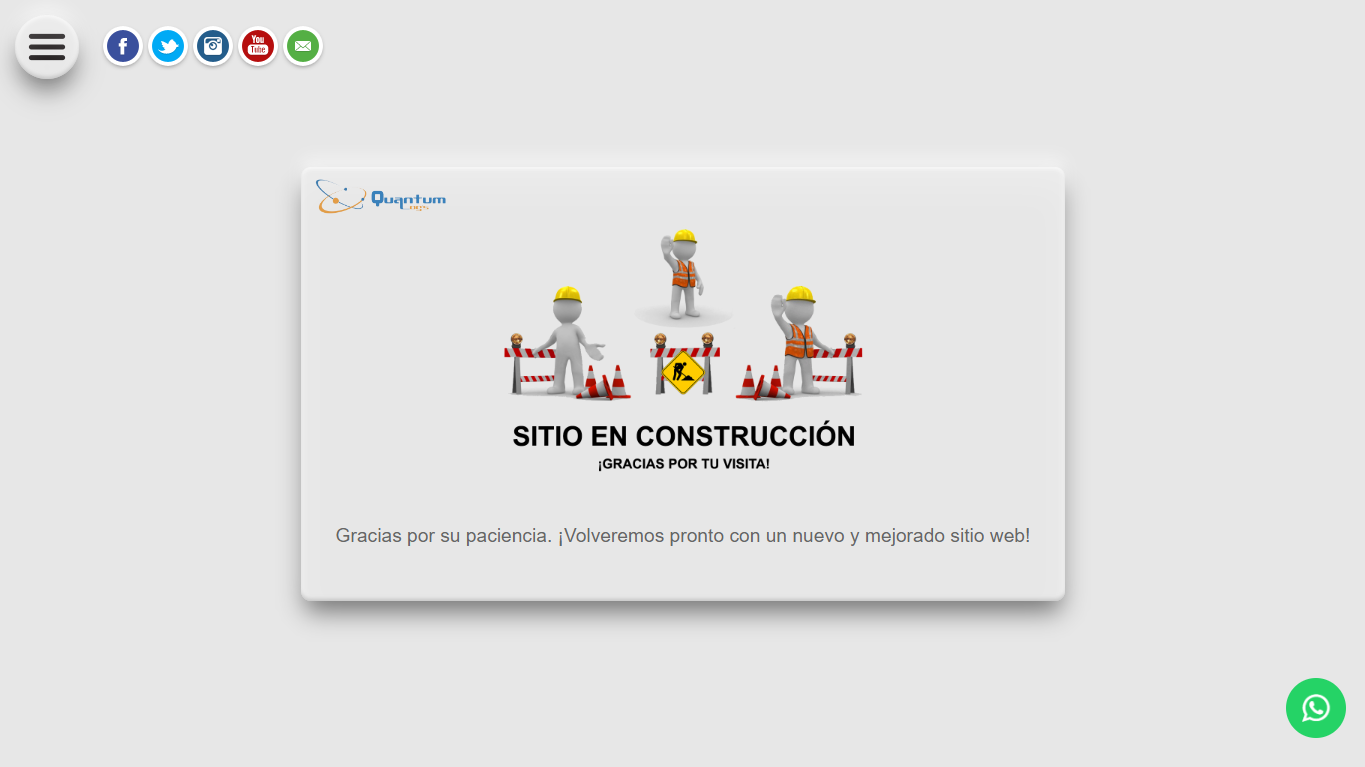 You
Tube
Quantum
SITIO EN CONSTRUCCIÓN
¡GRACIAS POR TU VISITA!
Gracias por su paciencia. ¡Volveremos pronto con un nuevo y mejorado sitio web!